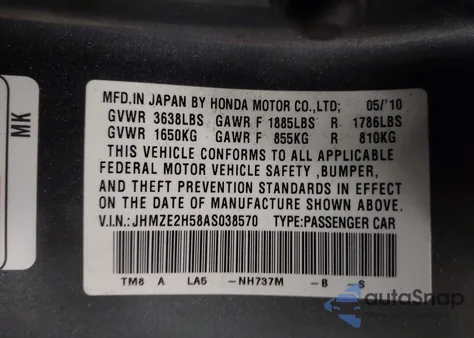 MFD.IN JAPAN BY HONDA MOTOR CO.,LTD; 05/'10
GVWR 3638LBS GAWR F 1885LBS R 1786LBS
GVWR 1650KG GAWR F 855KG R 810KG
THIS VEHICLE CONFORMS TO ALL APPLICABLE
FEDERAL MOTOR VEHICLE SAFETY ,BUMPER,
AND THEFT PREVENTION STANDARDS IN EFFECT
ON THE DATE OF MANUFACTURE SHOWN ABOVE.
V.I.N.: JHMZE2H58AS038570 TYPE:PASSENGER CAR
TM8 A LA5 -NH737M -B -S
MK
autoSnap